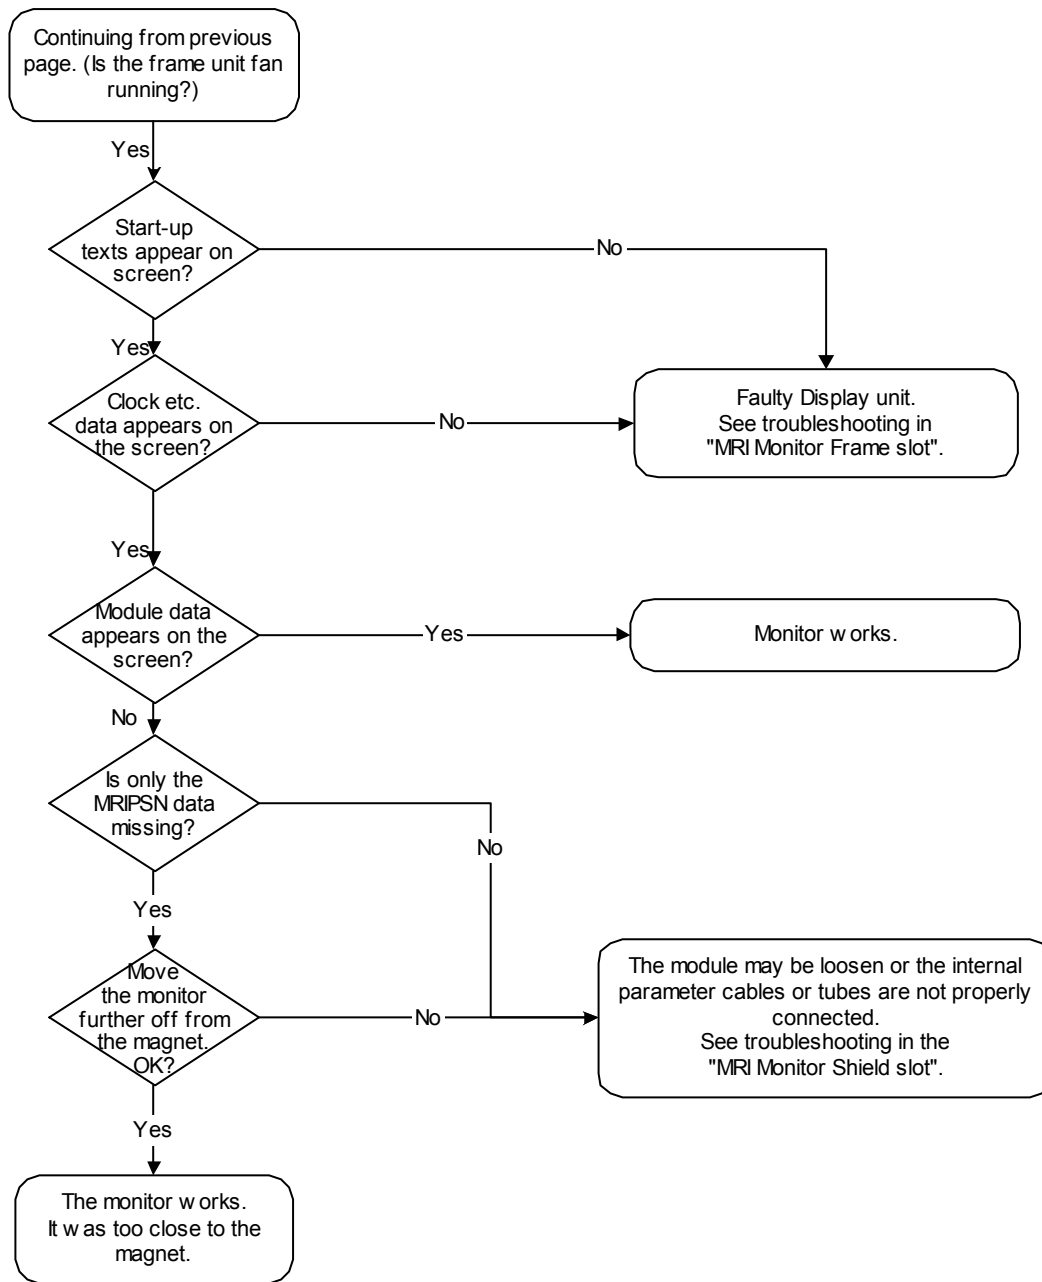 Continuing from previous
page. (Is the frame unit fan
running?)
Yes
Start-up
texts appear on
screen?
No
Yes
Clock etc.
data appears on
the screen?
No
Faulty Display unit.
See troubleshooting in
"MRI Monitor Frame slot".
Yes
Module data
appears on the
screen?
Yes
Monitor works.
No
Is only the
MRIPSN data
missing?
No
Yes
Move
the monitor
further off from
the magnet.
OK?
No
The module may be loosen or the internal
parameter cables or tubes are not properly
connected.
See troubleshooting in the
"MRI Monitor Shield slot".
Yes
The monitor works.
It was too close to the
magnet.